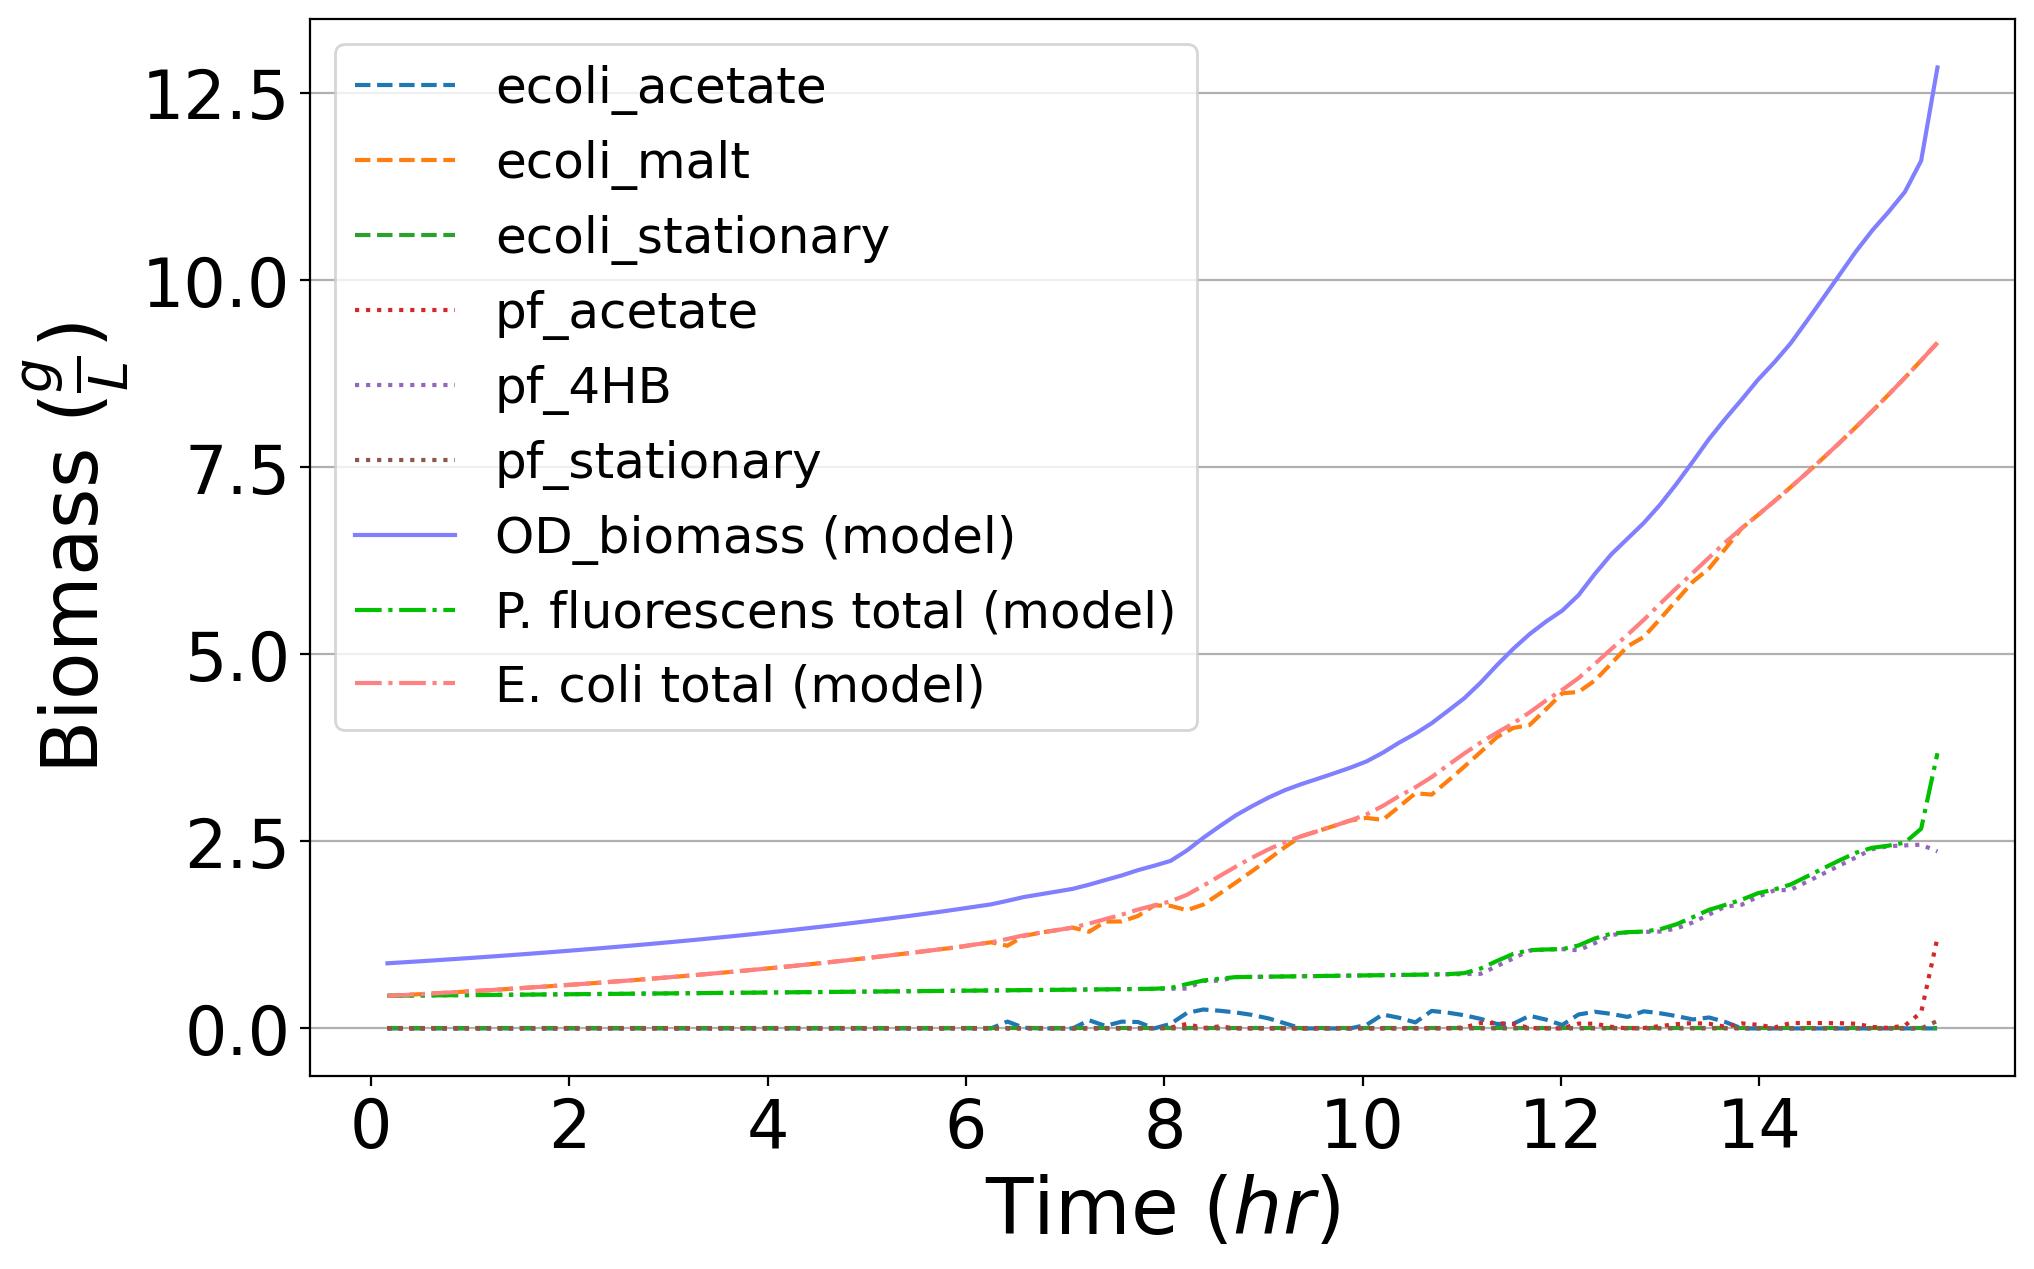 12.5
10.0
7.5
5.0
2.5
0.0
Biomass (g/L)
ecoli_acetate
ecoli_malt
ecoli_stationary
pf_acetate
pf_4HB
pf_stationary
OD_biomass (model)
P. fluorescens total (model)
E. coli total (model)
0 2 4 6 8 10 12 14
Time (hr)